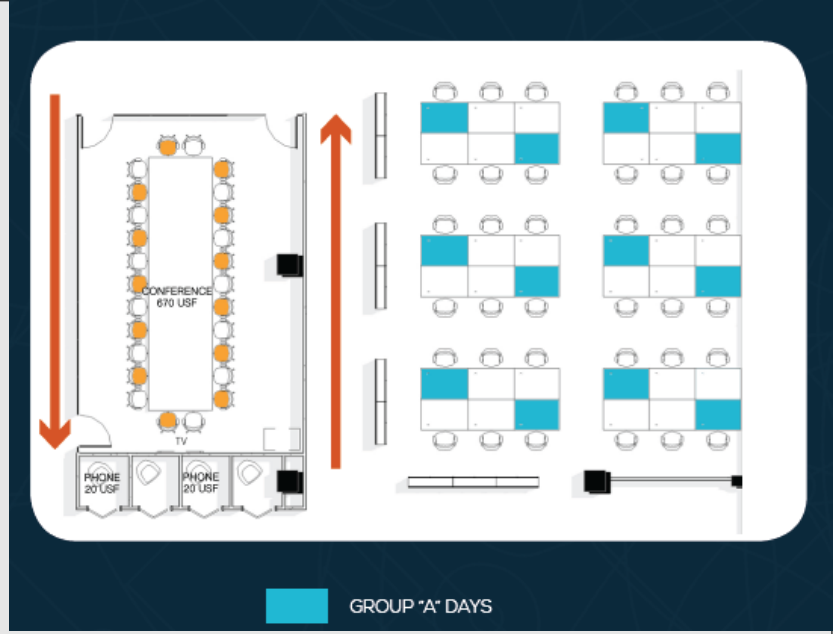 CONFERENCE
670 USF
TV
PHONE
20 USF
PHONE
20 USF
GROUP "A" DAYS